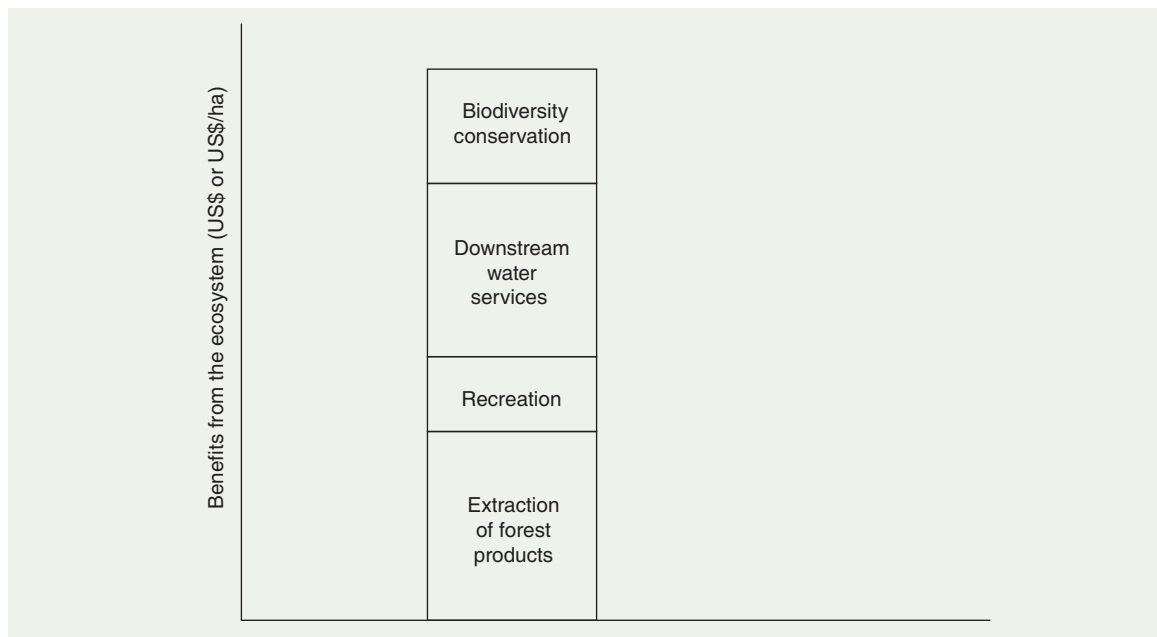 Benefits from the ecosystem (US$ or US$/ha)
Biodiversity
conservation
Downstream
water
services
Recreation
Extraction
of forest
products